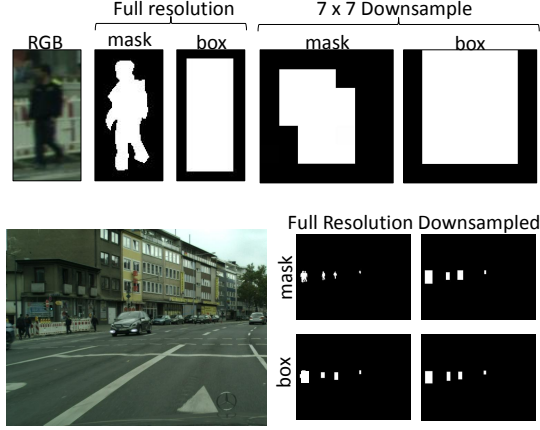 Full resolution
7 x 7 Downsample
RGB
mask
box
mask
box
Full Resolution
Downsampled
mask
box